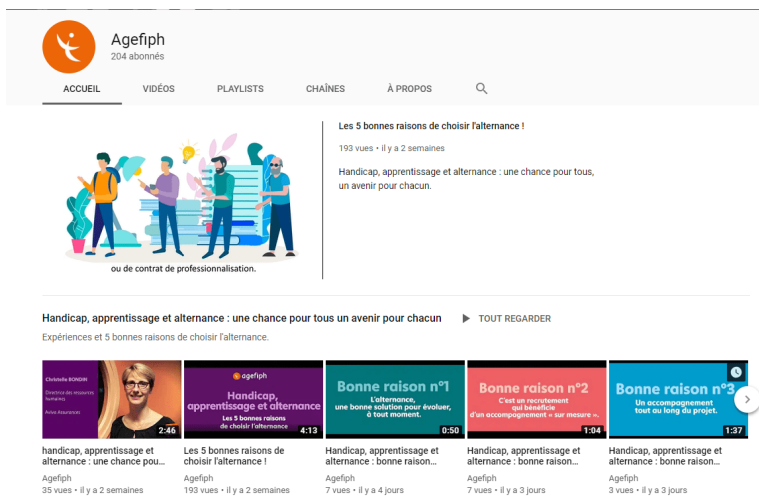 Agefiph
204 abonnés
ACCUEIL
VIDÉOS
PLAYLISTS
CHAÎNES
À PROPOS
ou de contrat de professionnalisation.
Les 5 bonnes raisons de choisir l'alternance !
193 vues • il y a 2 semaines
Handicap, apprentissage et alternance : une chance pour tous,
un avenir pour chacun.
Handicap, apprentissage et alternance : une chance pour tous un avenir pour chacun
TOUT REGARDER
Expériences et 5 bonnes raisons de choisir l'alternance.
Christelle BONDIN
Directrice des ressources
humaines
Aviva Assurances
2:46
handicap, apprentissage et
alternance : une chance pou...
Agefiph
35 vues • il y a 2 semaines
agefiph
Handicap,
apprentissage et alternance
Les 5 bonnes raisons
de choisir l'alternance
4:13
Les 5 bonnes raisons de
choisir l'alternance !
Agefiph
193 vues • il y a 2 semaines
Bonne raison n°1
L'alternance,
une bonne solution pour évoluer,
à tout moment.
0:50
Handicap, apprentissage et
alternance : bonne raison...
Agefiph
7 vues • il y a 4 jours
Bonne raison n°2
C'est un recrutement
qui bénéficie
d'un accompagnement « sur mesure ».
1:04
Handicap, apprentissage et
alternance : bonne raison...
Agefiph
7 vues • il y a 3 jours
Bonne raison n°3
Un accompagnement
tout au long du projet.
1:37
Handicap, apprentissage et
alternance : bonne raison...
Agefiph
3 vues • il y a 3 jours